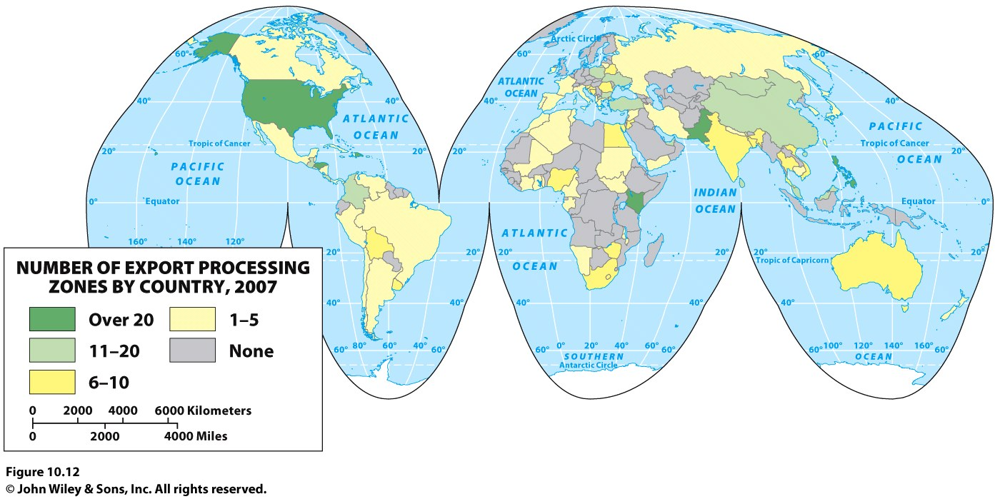 Arctic Circle
60°
60°
60°
ATLANTIC
OCEAN
40°
40°
40°
40°
ATLANTIC
OCEAN
PACIFIC
OCEAN
Tropic of Cancer
Tropic of Cancer
20°
20°
20°
20°
PACIFIC
OCEAN
INDIAN
OCEAN
0°
Equator
Equator
0°
ATLANTIC
OCEAN
160°
140°
120°
20°
20°
20°
20°
20°
20°
Tropic of Capricorn
40°
40°
40°
40°
40°
40°
60°
80°
60°
40°
60°
60°
0°
20°
40°
60°
60°
60°
100°
120°
140°
160°
60°
SOUTHERN
OCEAN
Antarctic Circle
NUMBER OF EXPORT PROCESSING
ZONES BY COUNTRY, 2007
Over 20
1–5
11–20
None
6–10
0 2000 4000 6000 Kilometers
0 2000 4000 Miles
Figure 10.12
© John Wiley & Sons, Inc. All rights reserved.